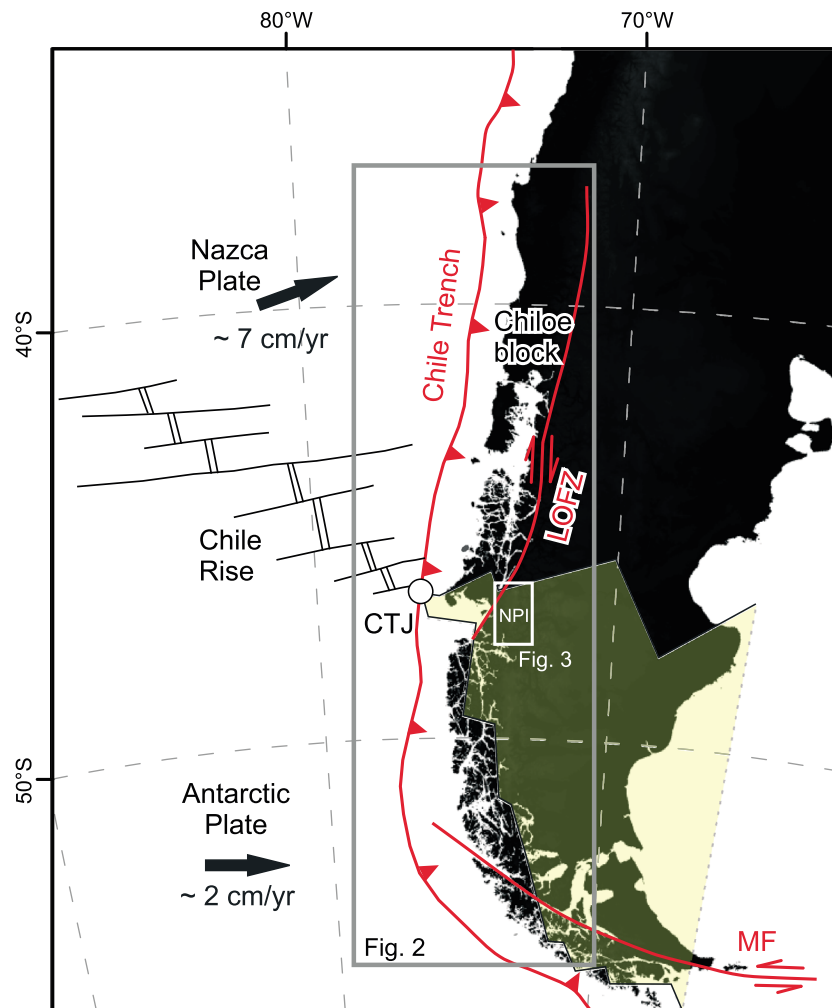 80°W
70°W
Nazca
Plate
~ 7 cm/yr
Chile Trench
40°S
Chiloe
block
LOFZ
Chile
Rise
CTJ
NPI
Fig. 3
50°S
Antarctic
Plate
~ 2 cm/yr
Fig. 2
MF